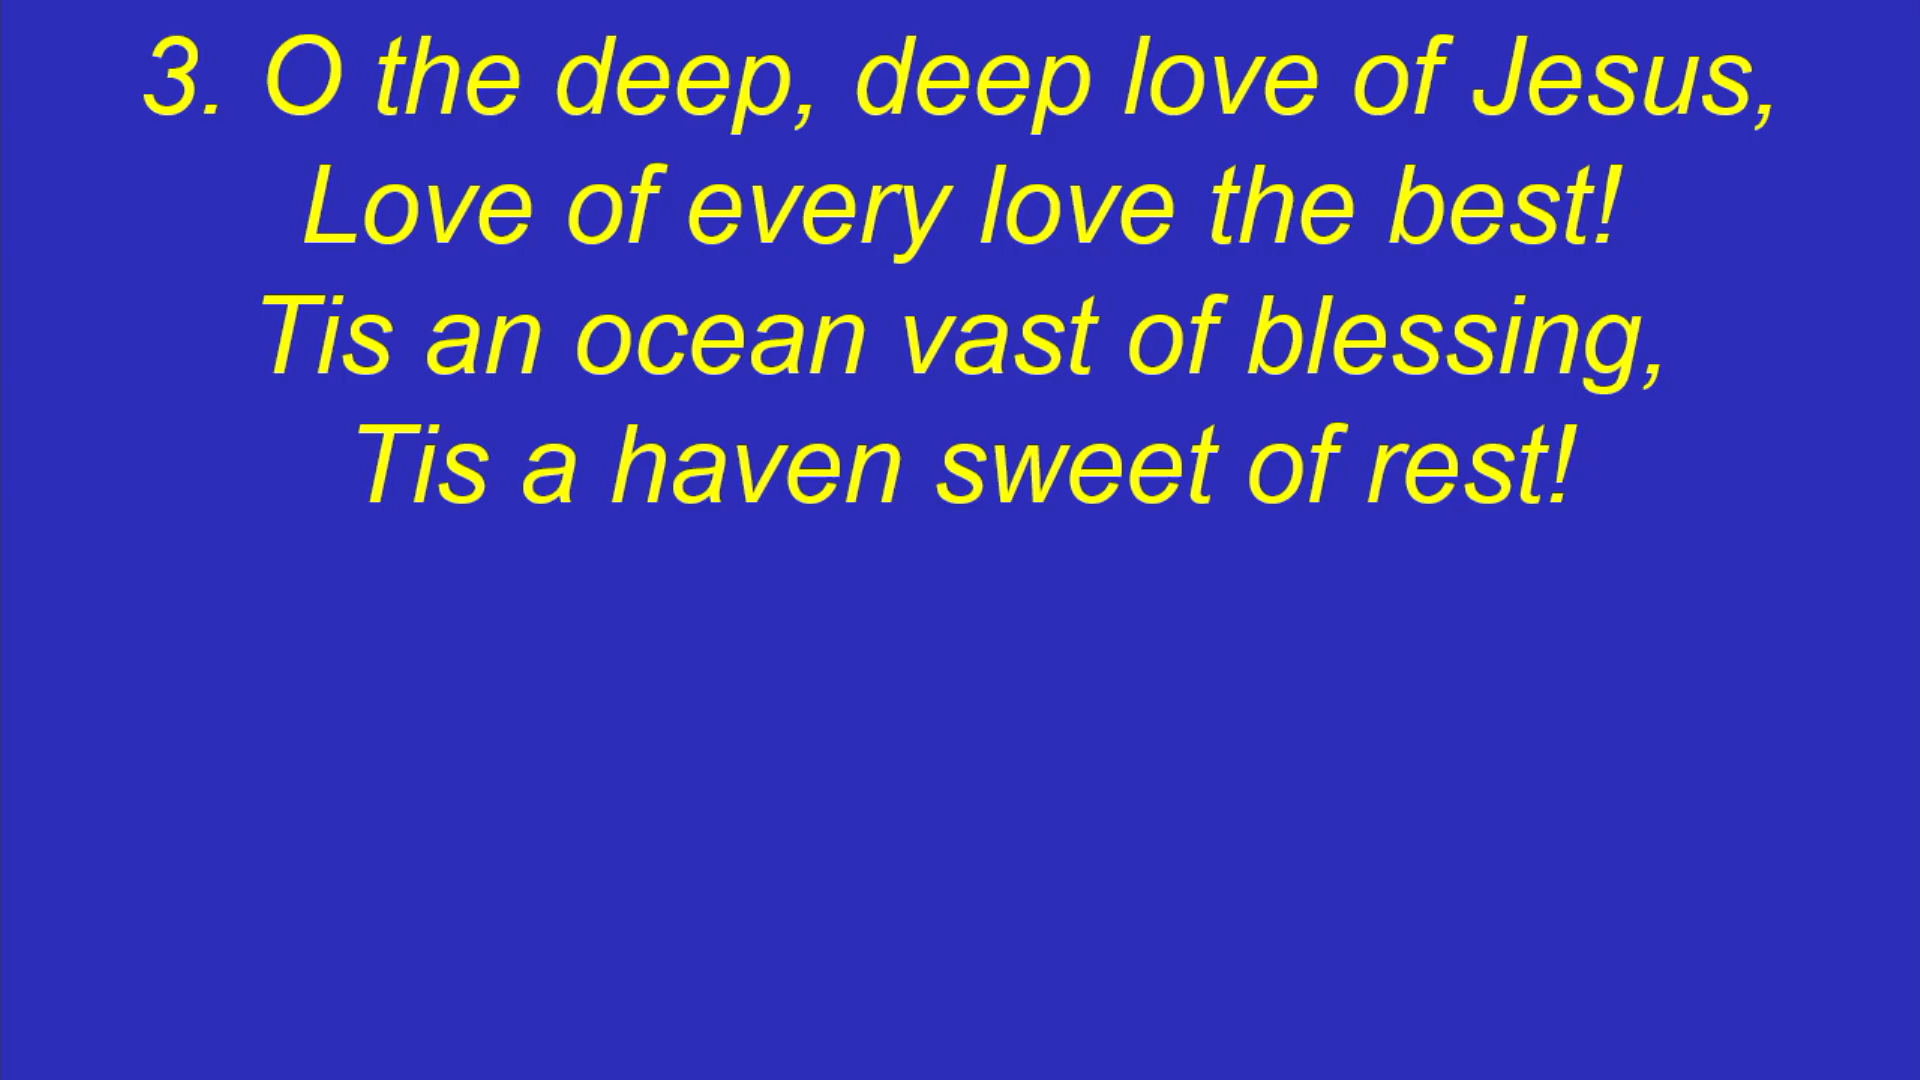 3. O the deep, deep love of Jesus,
Love of every love the best!
Tis an ocean vast of blessing,
Tis a haven sweet of rest!